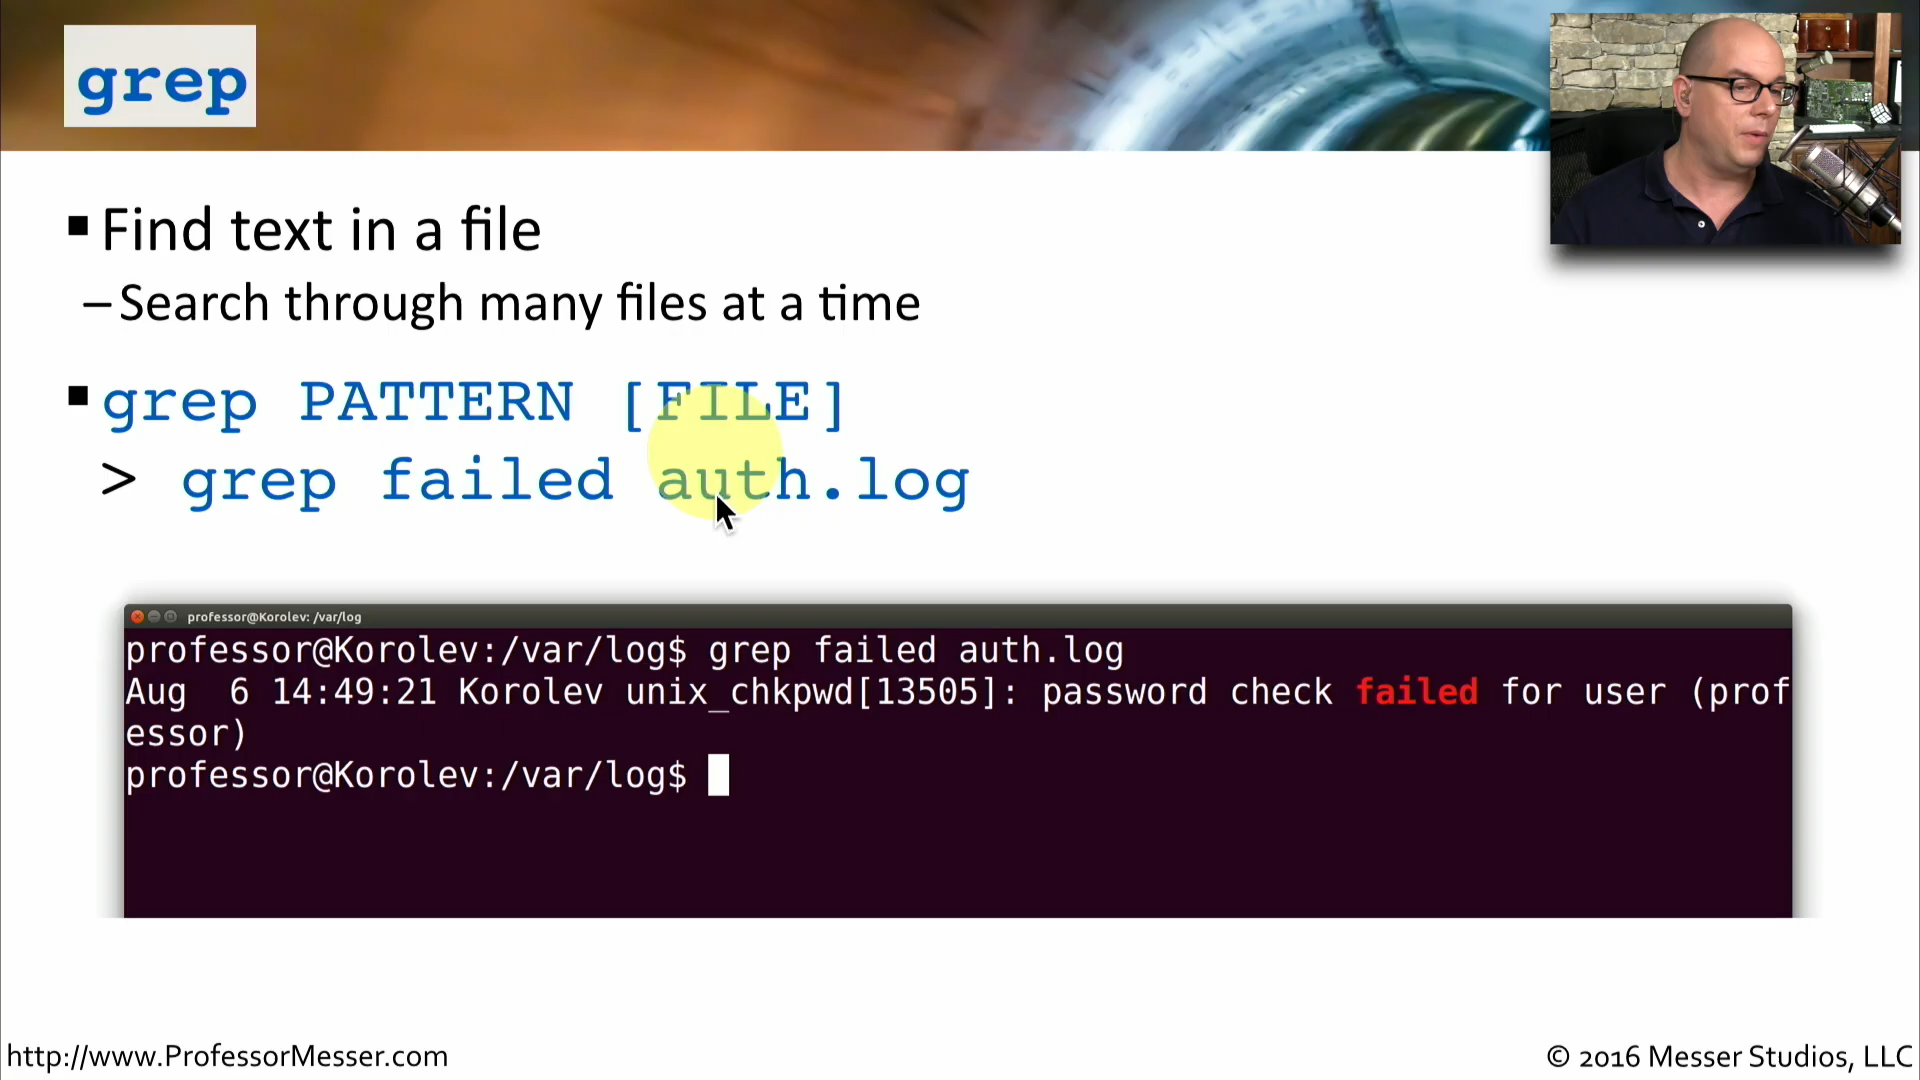 grep
▪ Find text in a file
– Search through many files at a time
▪ grep PATTERN [FILE]
> grep failed auth.log
professor@Korolev: /var/log
professor@Korolev:/var/log$ grep failed auth.log
Aug  6 14:49:21 Korolev unix_chkpwd[13505]: password check failed for user (prof
essor)
professor@Korolev:/var/log$
http://www.ProfessorMesser.com
© 2016 Messer Studios, LLC